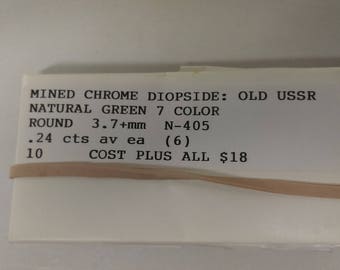 MINED CHROME DIOPSIDE: OLD USSR
NATURAL GREEN 7 COLOR
ROUND 3.7+mm N-405
.24 cts av ea (6)
10 COST PLUS ALL $18